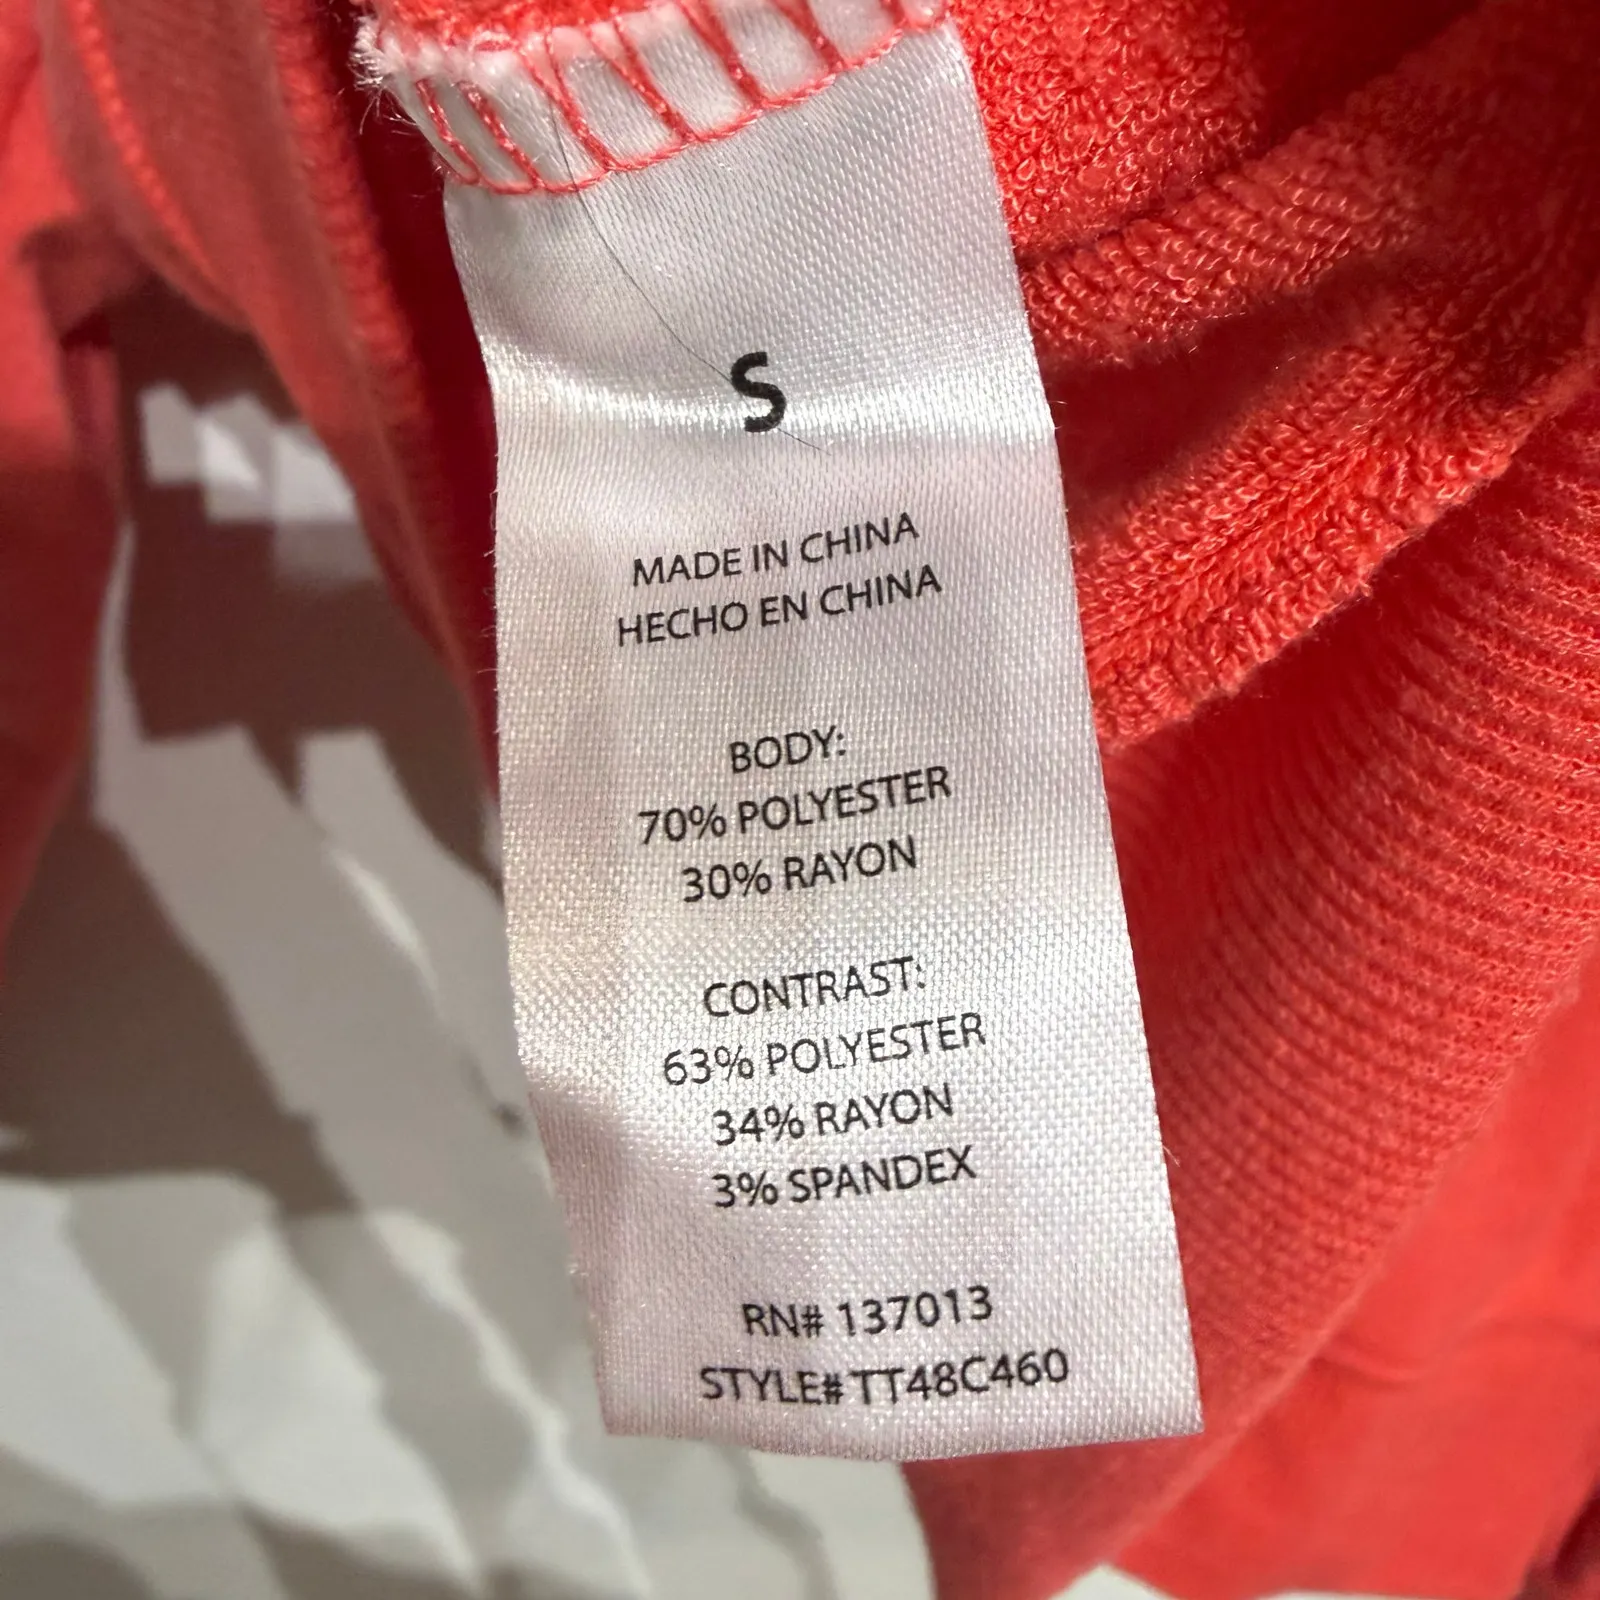 S
MADE IN CHINA
HECHO EN CHINA
BODY:
70% POLYESTER
30% RAYON
CONTRAST:
63% POLYESTER
34% RAYON
3% SPANDEX
RN# 137013
STYLE# TT48C460